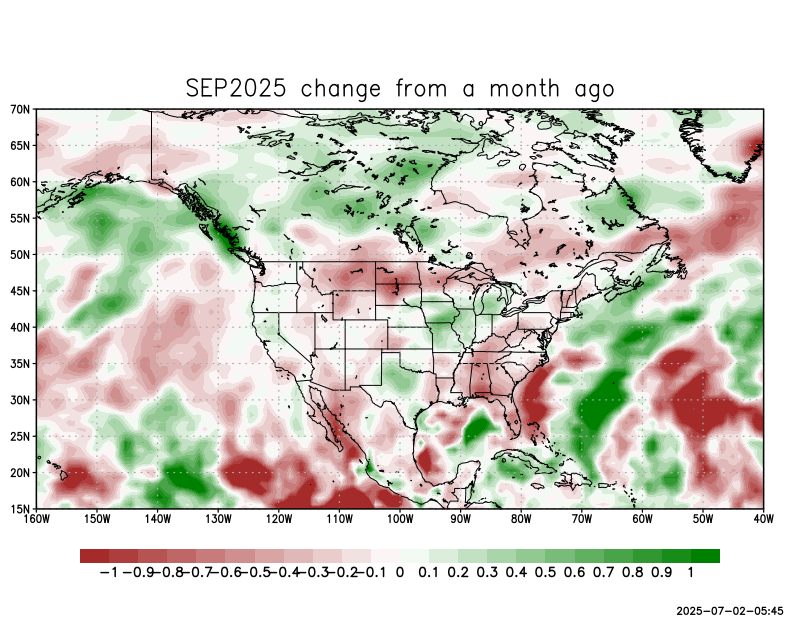 SEP2025 change from a month ago
70N
65N
60N
55N
50N
45N
40N
35N
30N
25N
20N
15N
160W 150W 140W 130W 120W 110W 100W 90W 80W 70W 60W 50W 40W
-1 -0.9 -0.8 -0.7 -0.6 -0.5 -0.4 -0.3 -0.2 -0.1 0 0.1 0.2 0.3 0.4 0.5 0.6 0.7 0.8 0.9 1
2025-07-02-05:45